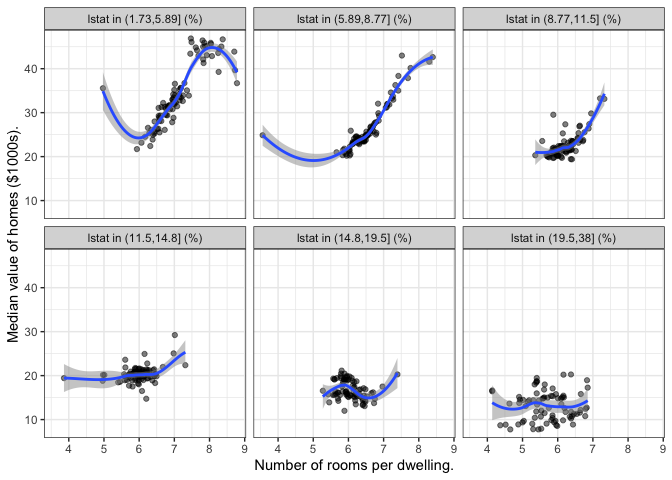 lstat in (1.73,5.89] (%)
lstat in (5.89,8.77] (%)
lstat in (8.77,11.5] (%)
40
30
20
10
lstat in (11.5,14.8] (%)
lstat in (14.8,19.5] (%)
lstat in (19.5,38] (%)
40
30
20
10
4 5 6 7 8 9
4 5 6 7 8 9
4 5 6 7 8 9
Number of rooms per dwelling.
Median value of homes ($1000s).